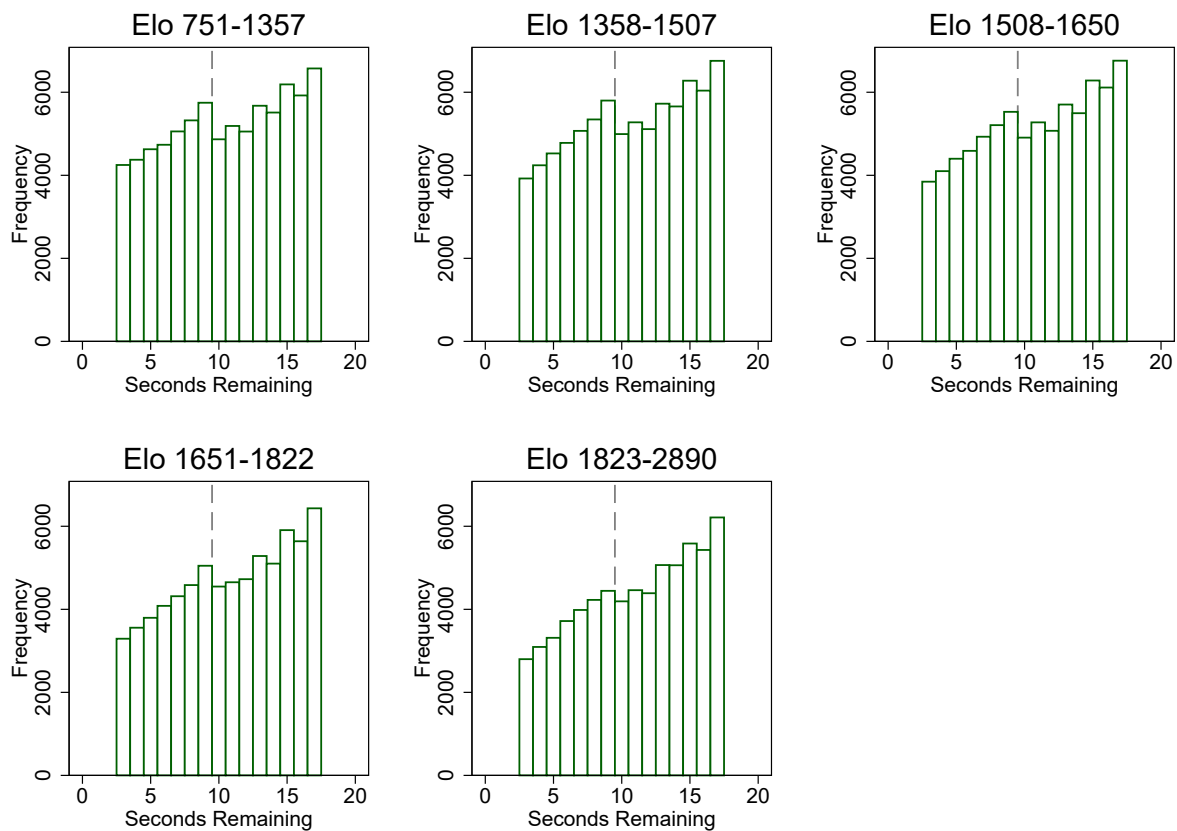 Elo 751-1357
Frequency
0 2000 4000 6000
0 5 10 15 20
Seconds Remaining
Elo 1358-1507
Frequency
0 2000 4000 6000
0 5 10 15 20
Seconds Remaining
Elo 1508-1650
Frequency
0 2000 4000 6000
0 5 10 15 20
Seconds Remaining
Elo 1651-1822
Frequency
0 2000 4000 6000
0 5 10 15 20
Seconds Remaining
Elo 1823-2890
Frequency
0 2000 4000 6000
0 5 10 15 20
Seconds Remaining